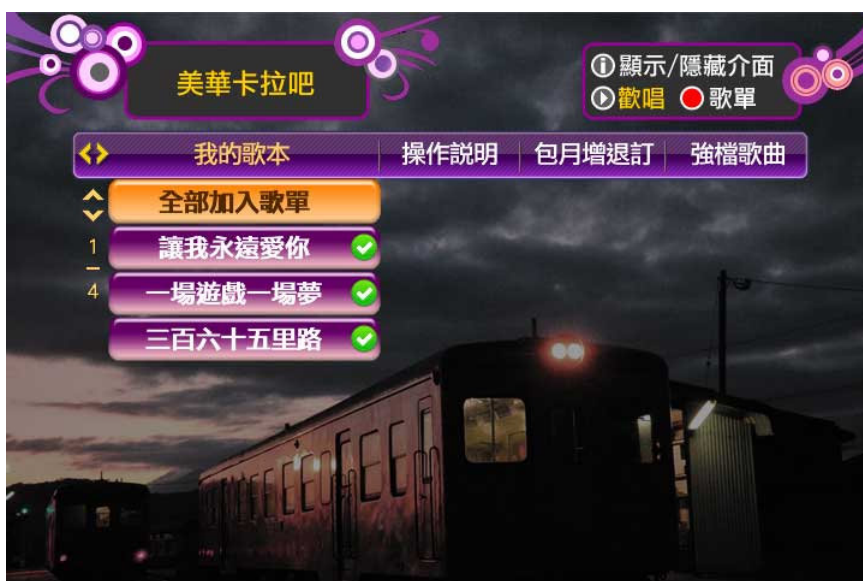 美華卡拉吧
ⓘ顯示/隱藏介面
歡唱 歌單
我的歌本 操作説明 包月增退訂 強檔歌曲
全部加入歌單
1
讓我永遠愛你
4
一場遊戲一場夢
三百六十五里路